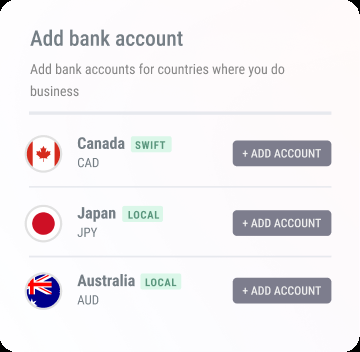 Add bank account
Add bank accounts for countries where you do
business
Canada SWIFT
CAD
+ ADD ACCOUNT
Japan LOCAL
JPY
+ ADD ACCOUNT
Australia LOCAL
AUD
+ ADD ACCOUNT